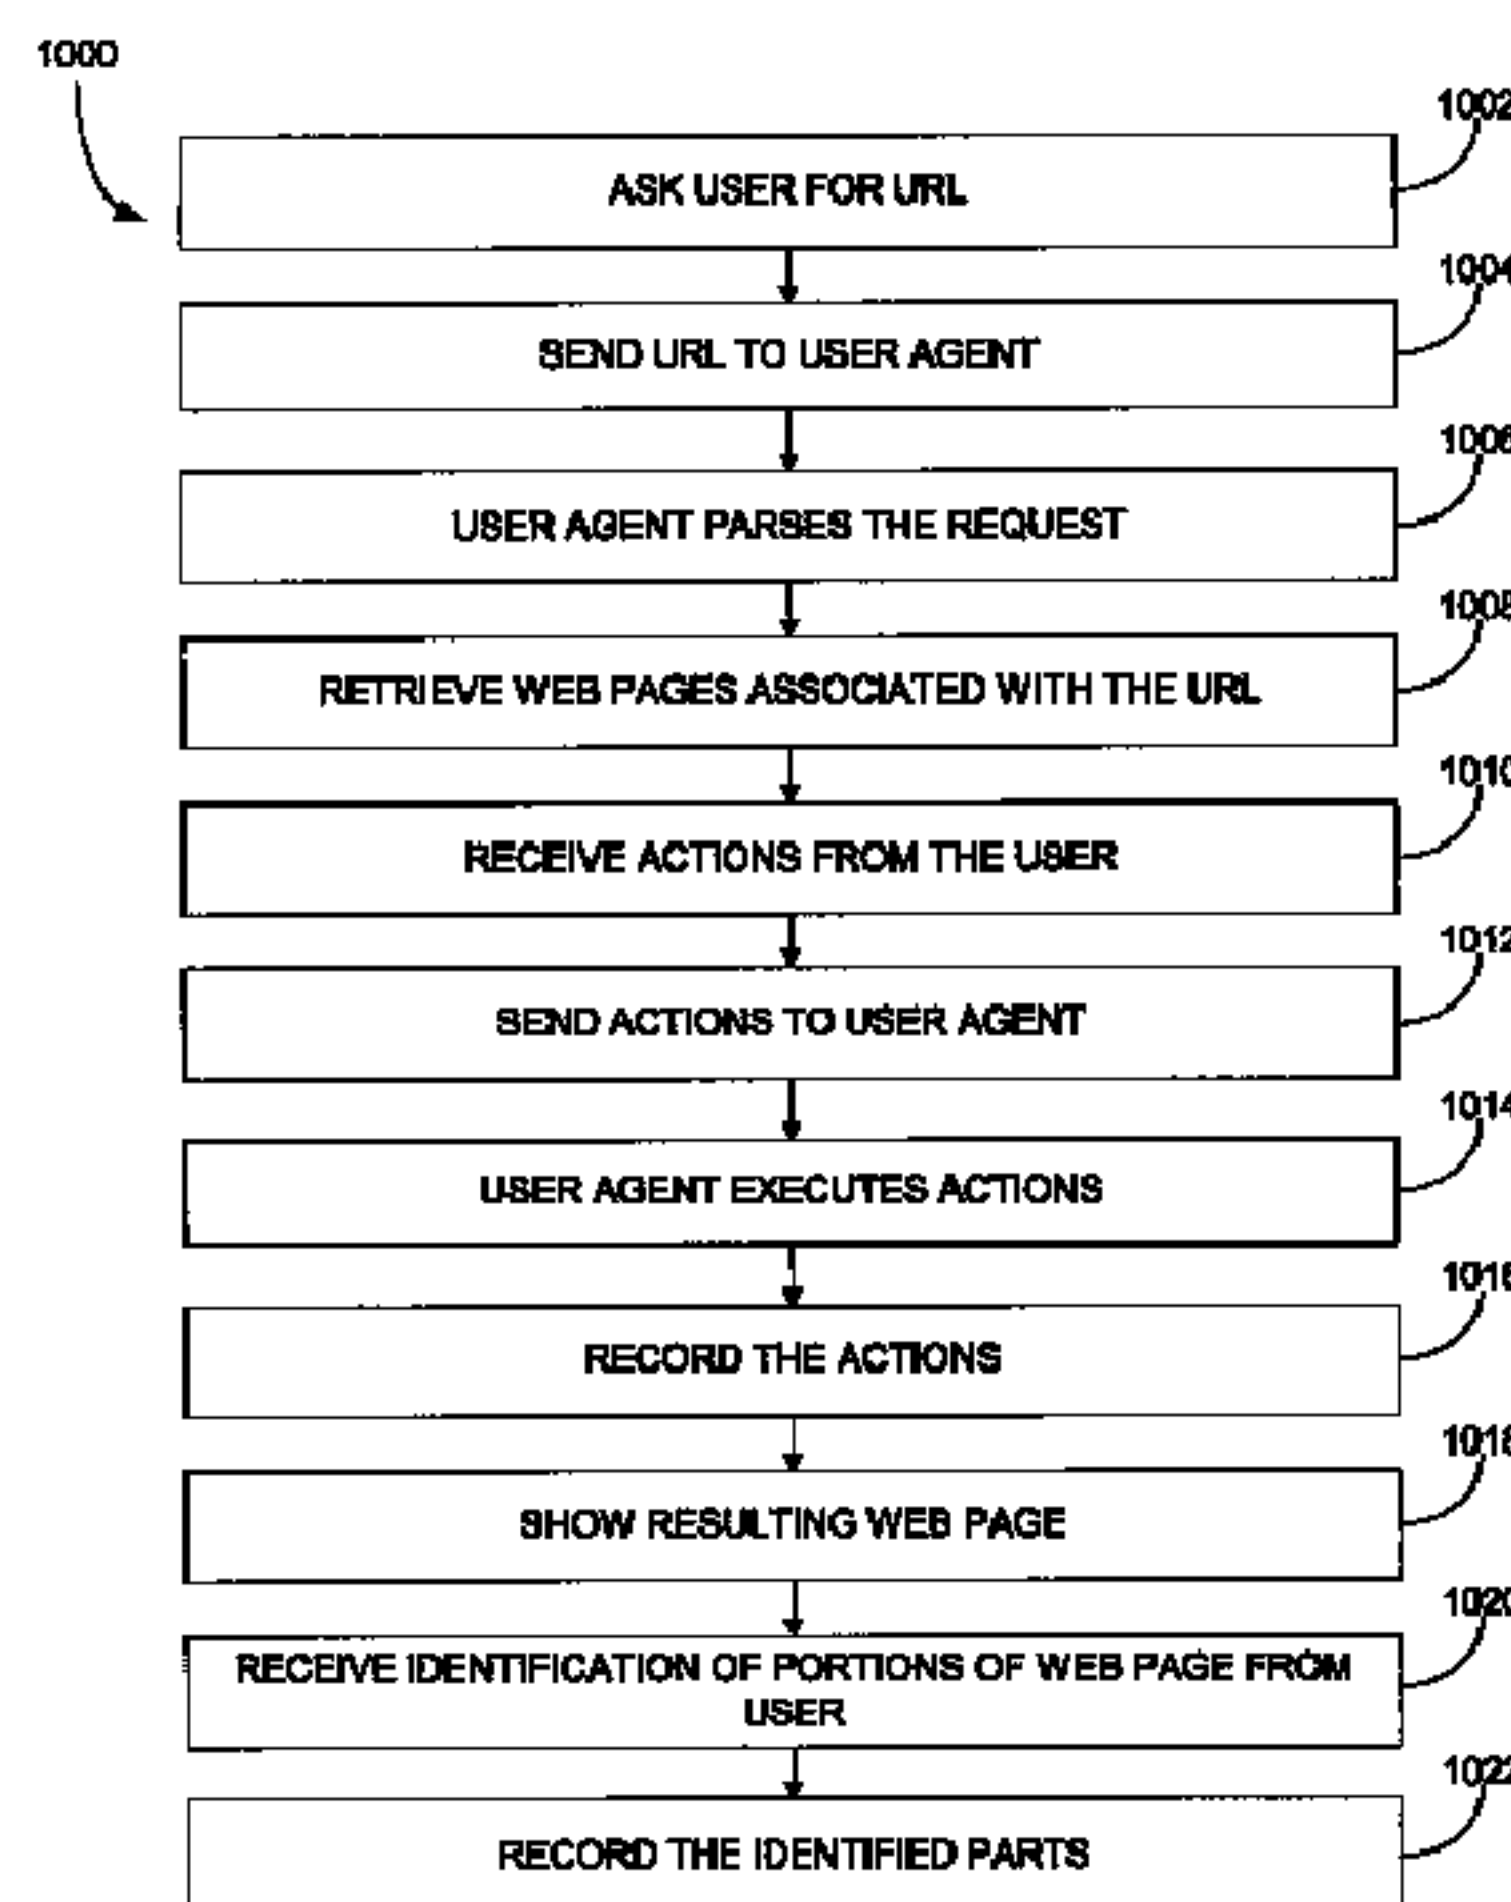 1000
1002
ASK USER FOR URL
1004
SEND URL TO USER AGENT
1006
USER AGENT PARSES THE REQUEST
1008
RETRIEVE WEB PAGES ASSOCIATED WITH THE URL
1010
RECEIVE ACTIONS FROM THE USER
1012
SEND ACTIONS TO USER AGENT
1014
USER AGENT EXECUTES ACTIONS
1016
RECORD THE ACTIONS
1018
SHOW RESULTING WEB PAGE
1020
RECEIVE IDENTIFICATION OF PORTIONS OF WEB PAGE FROM
USER
1022
RECORD THE IDENTIFIED PARTS